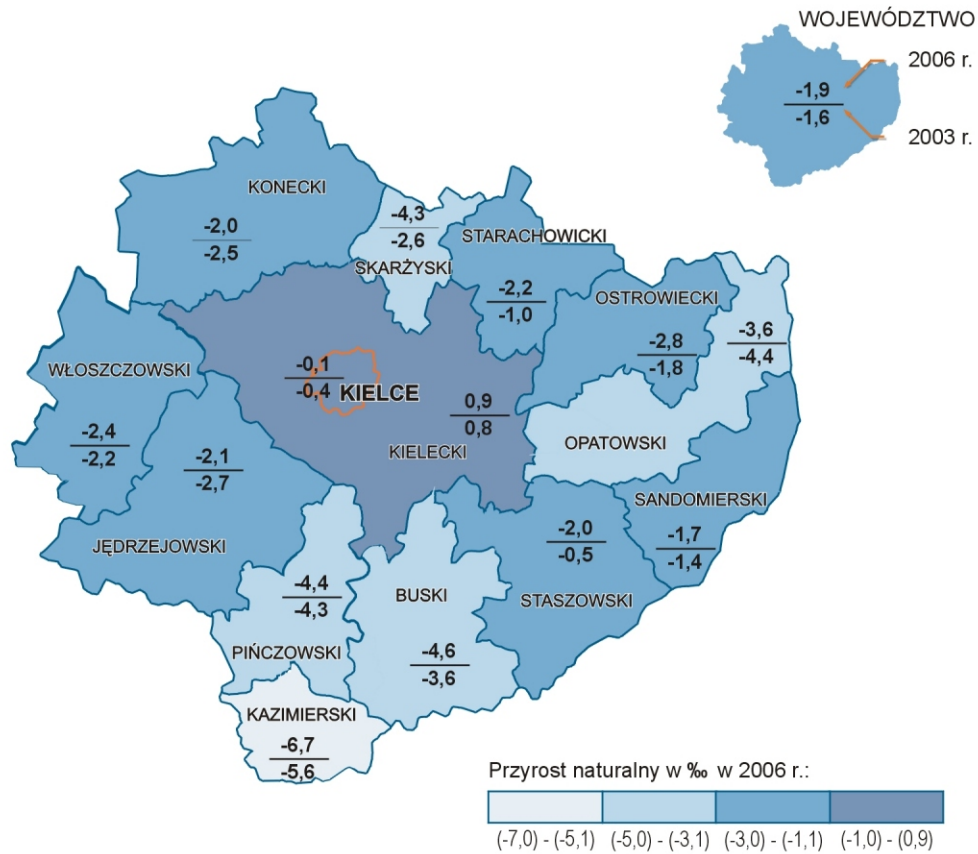 WOJEWÓDZTWO
2006 r.
-1,9
-1,6
2003 r.
KONECKI
-2,0
-2,5
-4,3
-2,6
SKARŻYSKI
STARACHOWICKI
-2,2
-1,0
OSTROWIECKI
-2,8
-1,8
-3,6
-4,4
WŁOSZCZOWSKI
-2,4
-2,2
-0,1
-0,4
KIELCE
0,9
0,8
KIELECKI
OPATOWSKI
-2,1
-2,7
JĘDRZEJOWSKI
SANDOMIERSKI
-1,7
-1,4
-2,0
-0,5
STASZOWSKI
-4,4
-4,3
PIŃCZOWSKI
BUSKI
-4,6
-3,6
KAZIMIERSKI
-6,7
-5,6
Przyrost naturalny w ‰ w 2006 r.:
(-7,0) - (-5,1) (-5,0) - (-3,1) (-3,0) - (-1,1) (-1,0) - (0,9)